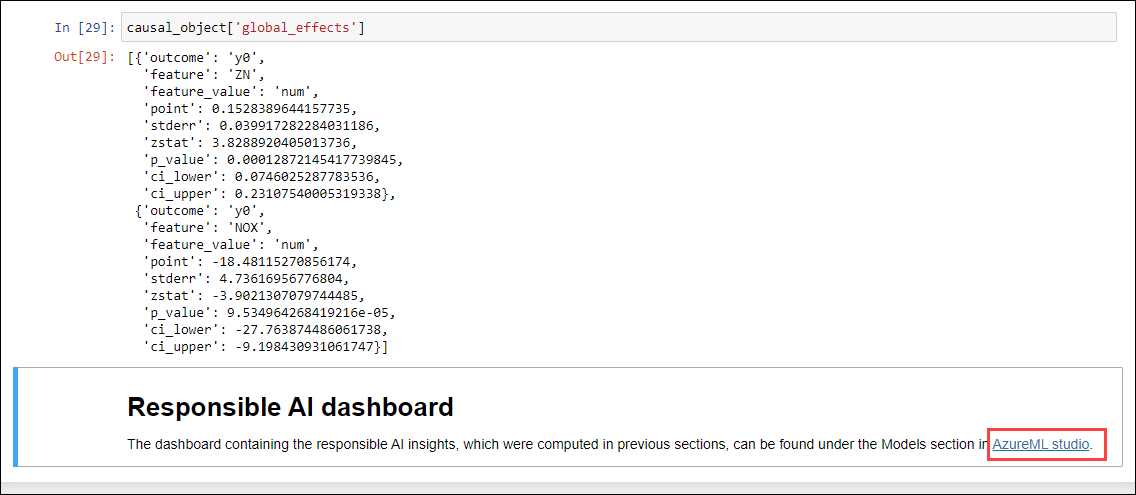 In [29]: causal_object['global_effects']
Out[29]: [{'outcome': 'y0',
'feature': 'ZN',
'feature_value': 'num',
'point': 0.1528389644157735,
'stderr': 0.039917282284031186,
'zstat': 3.8288920405013736,
'p_value': 0.00012872145417739845,
'ci_lower': 0.0746025287783536,
'ci_upper': 0.23107540005319338},
{'outcome': 'y0',
'feature': 'NOX',
'feature_value': 'num',
'point': -18.48115270856174,
'stderr': 4.73616956776804,
'zstat': -3.9021307079744485,
'p_value': 9.534964268419216e-05,
'ci_lower': -27.763874486061738,
'ci_upper': -9.198430931061747}]
Responsible AI dashboard
The dashboard containing the responsible AI insights, which were computed in previous sections, can be found under the Models section in AzureML studio.